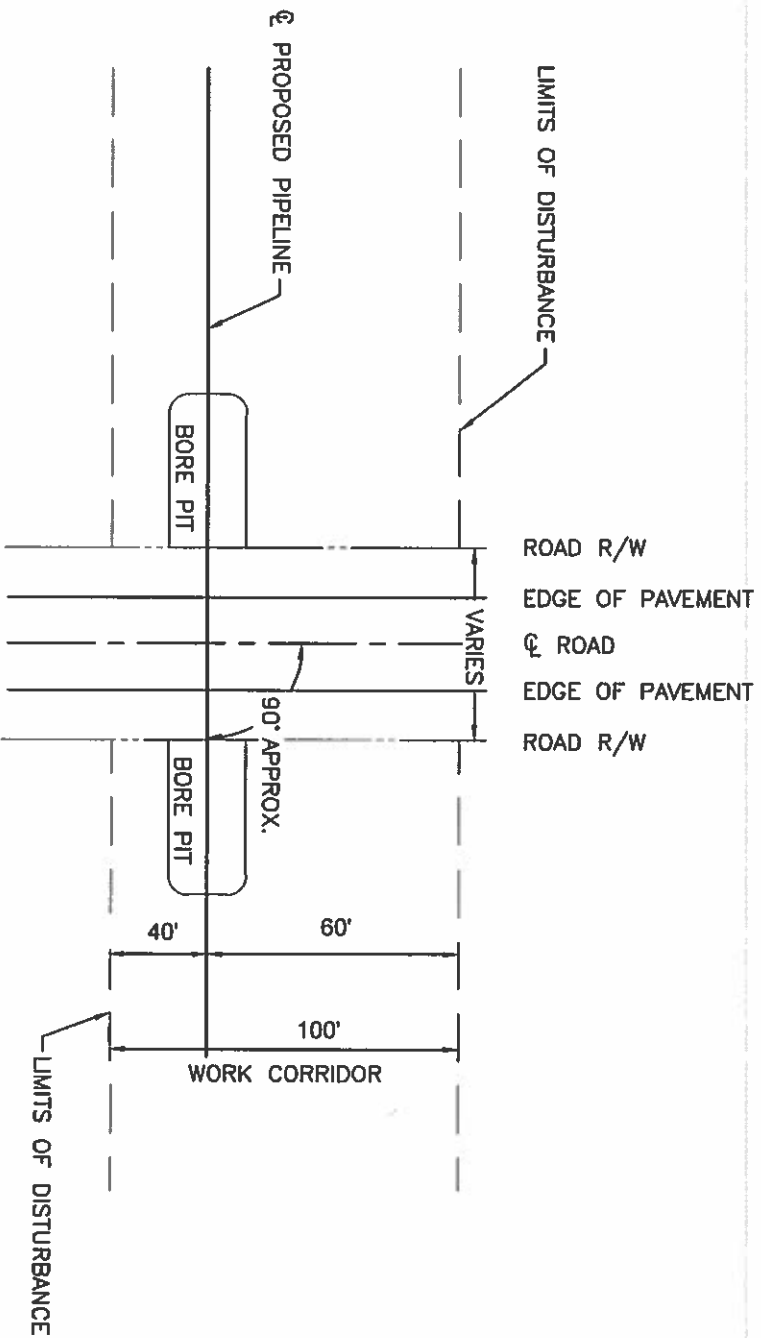 ℄ PROPOSED PIPELINE
LIMITS OF DISTURBANCE
BORE PIT
ROAD R/W
EDGE OF PAVEMENT
℄ ROAD
EDGE OF PAVEMENT
ROAD R/W
VARIES
90° APPROX.
BORE PIT
40'
60'
100'
WORK CORRIDOR
LIMITS OF DISTURBANCE